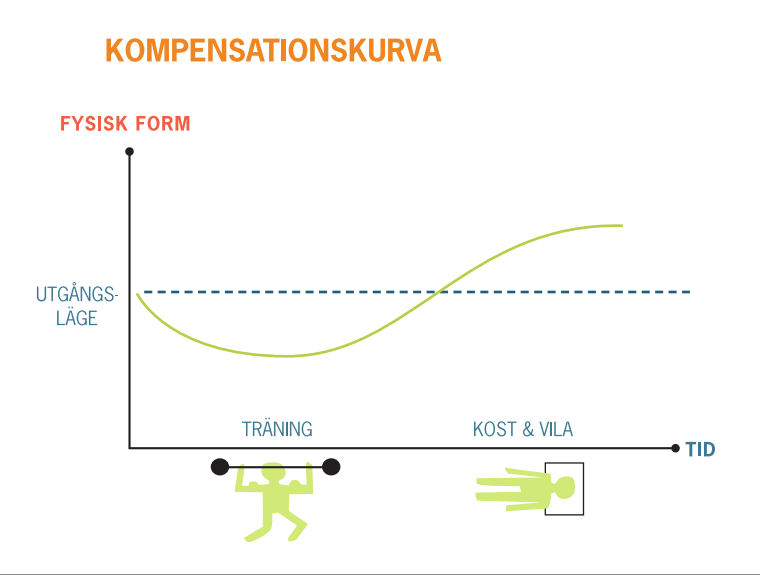 KOMPENSATIONSKURVA
FYSISK FORM
UTGÅNGS-
LÄGE
TRÄNING
KOST & VILA
TID